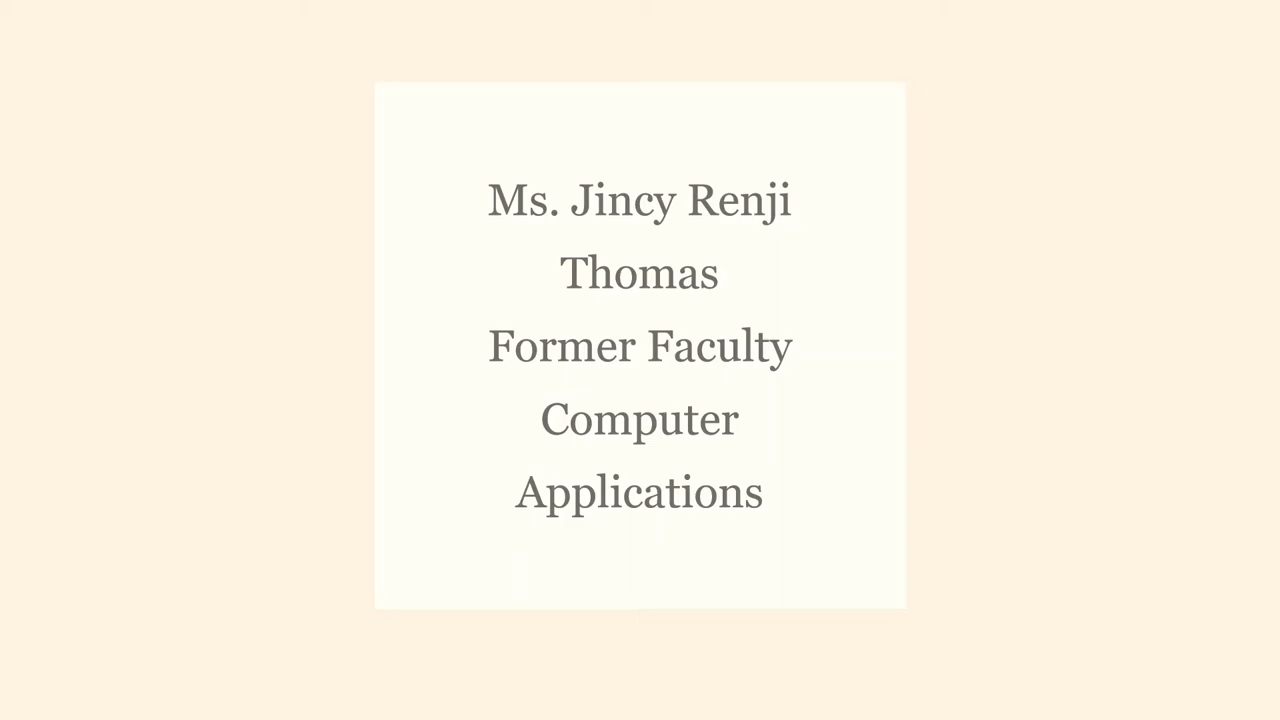 Ms. Jincy Renji
Thomas
Former Faculty
Computer
Applications